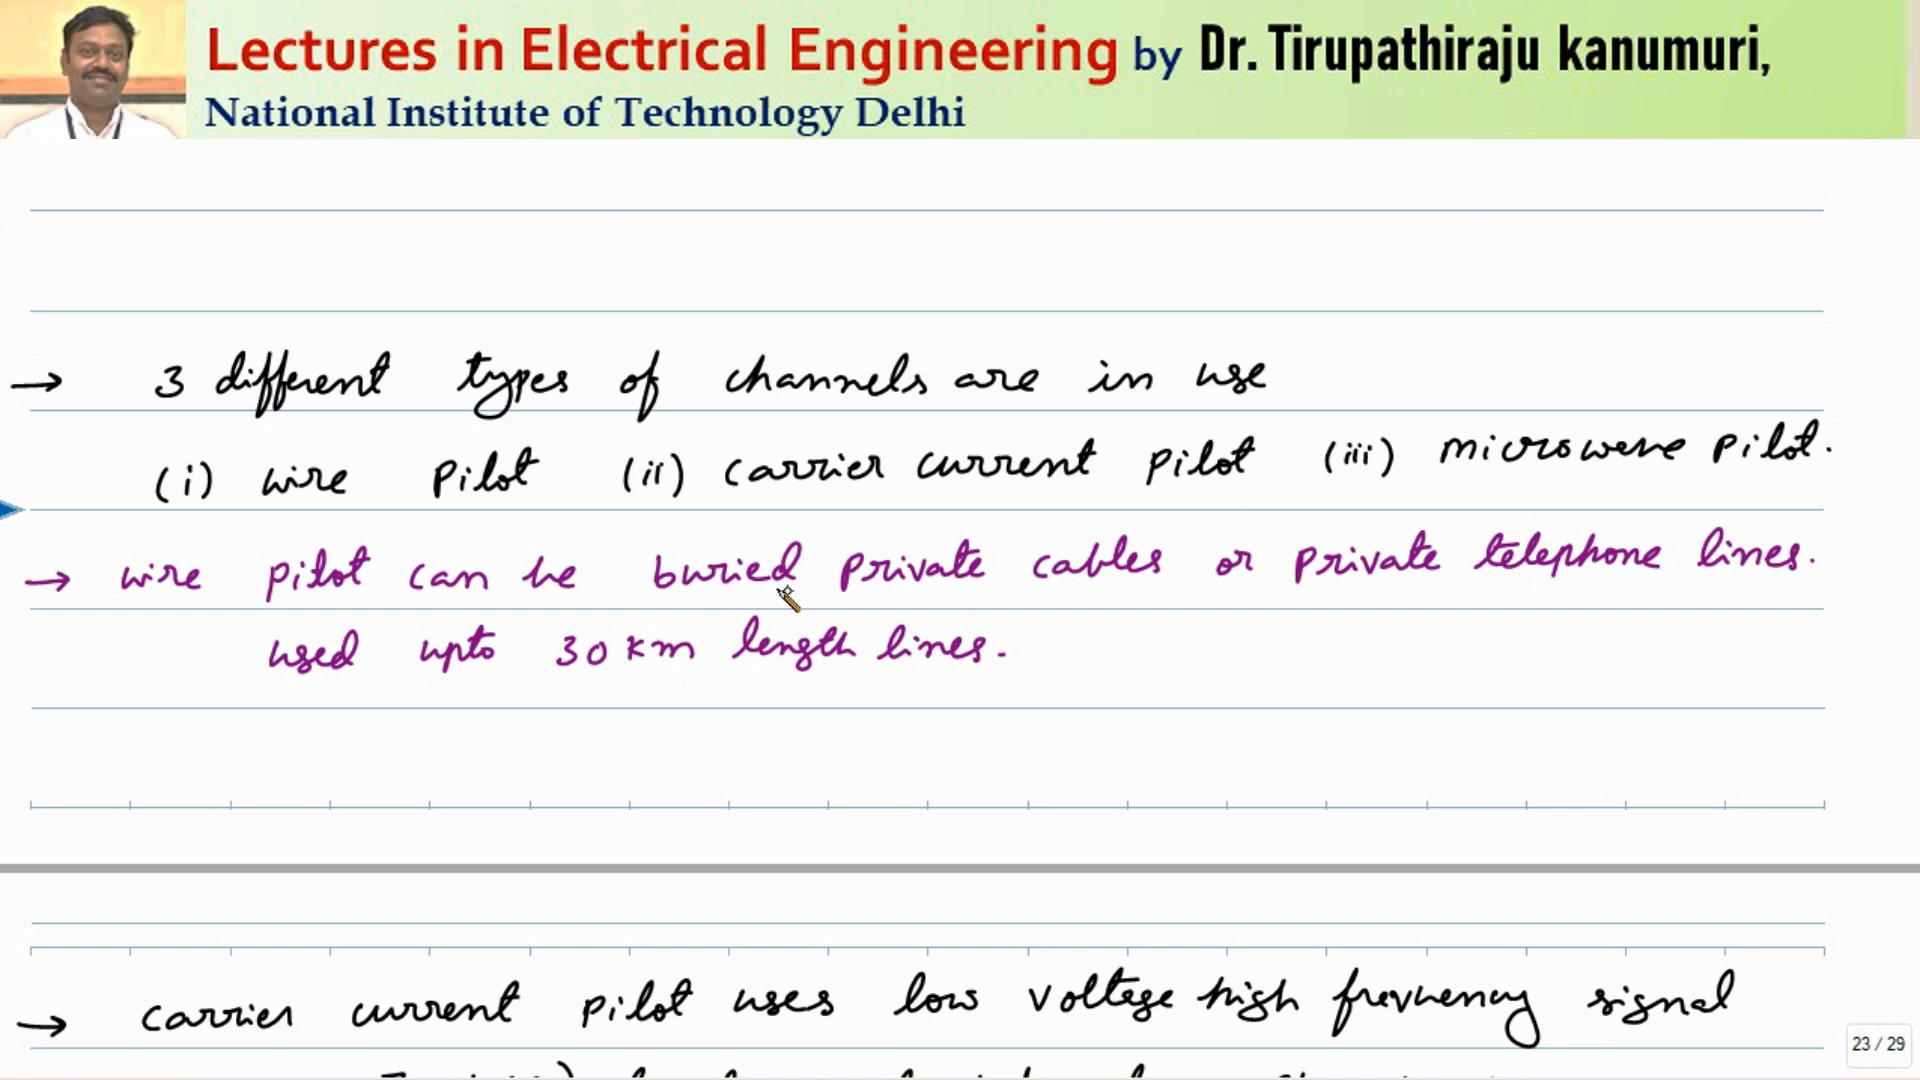 Lectures in Electrical Engineering by Dr. Tirupathiraju kanumuri,
National Institute of Technology Delhi
→ 3 different types of channels are in use
(i) wire pilot (ii) carrier current pilot (iii) microwave pilot.
→ wire pilot can be buried private cables or private telephone lines.
used upto 30 km length lines.
→ carrier current pilot uses low voltage high frequency signal
23 / 29